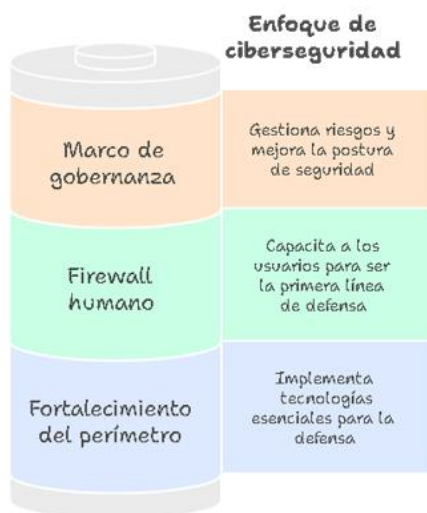 Enfoque de
ciberseguridad
Marco de
gobernanza
Gestiona riesgos y
mejora la postura
de seguridad
Firewall
humano
Capacita a los
usuarios para ser
la primera línea
de defensa
Fortalecimiento
del perímetro
Implementa
tecnologías
esenciales para la
defensa